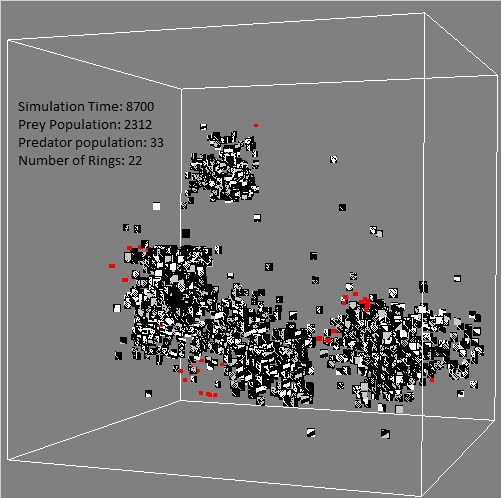 Simulation Time: 8700
Prey Population: 2312
Predator population: 33
Number of Rings: 22